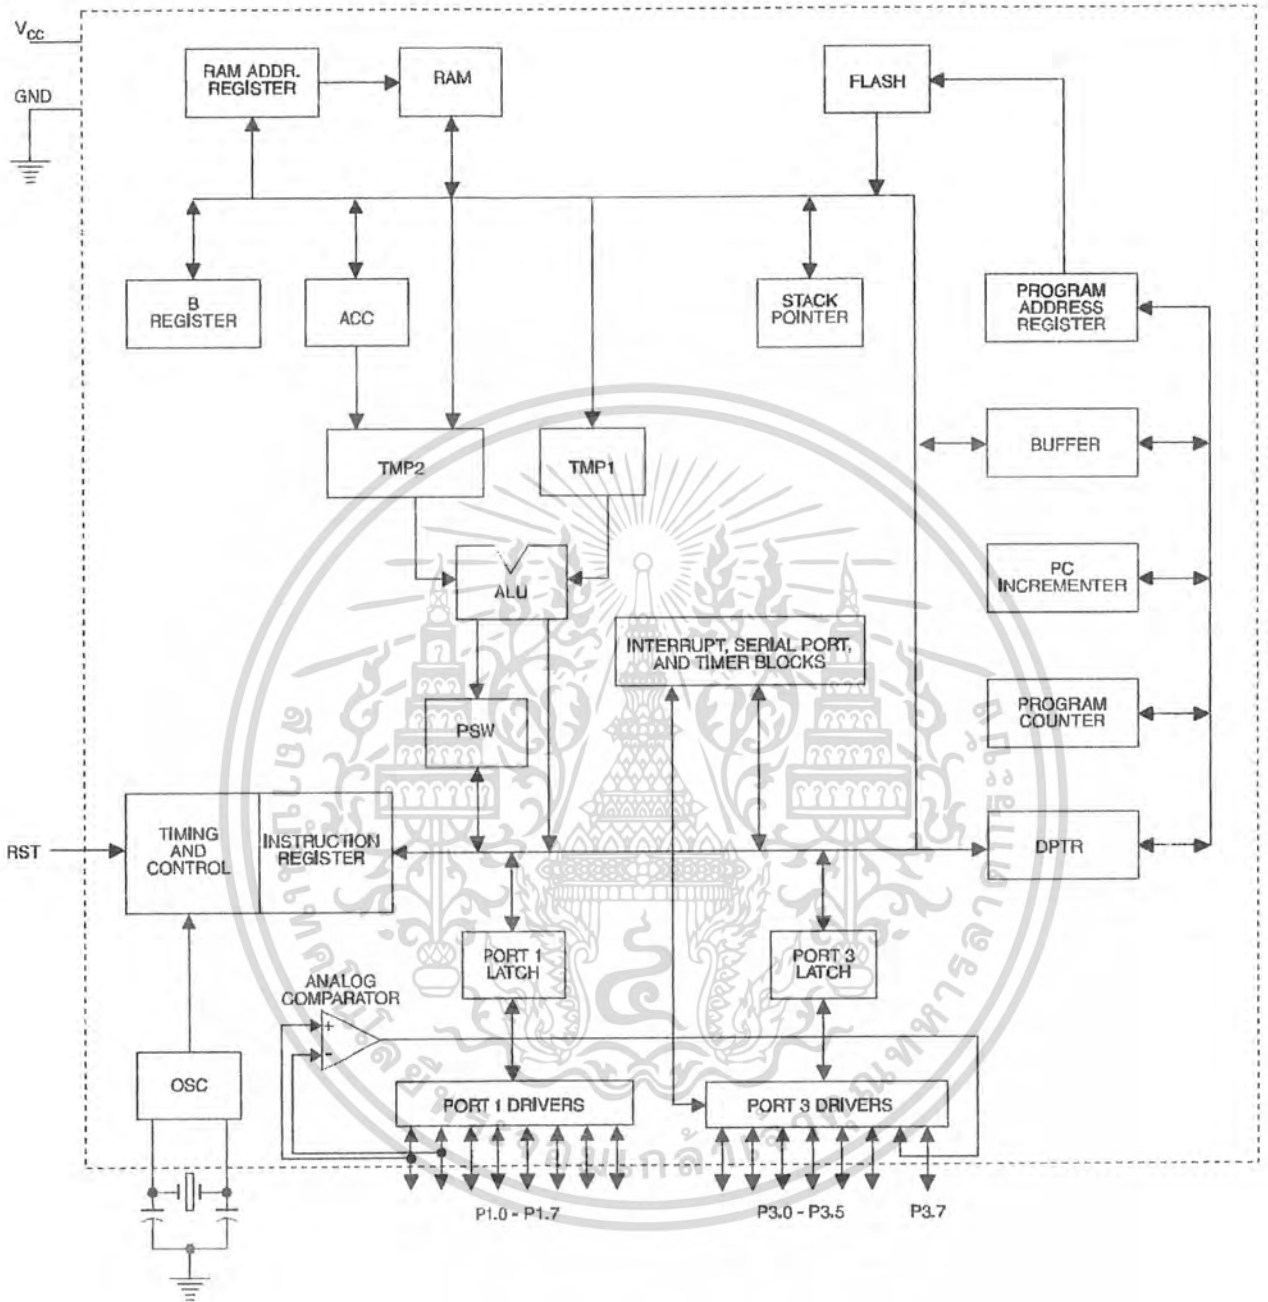 VCC
GND
RAM ADDR.
REGISTER
RAM
FLASH
B
REGISTER
ACC
STACK
POINTER
PROGRAM
ADDRESS
REGISTER
TMP2
TMP1
BUFFER
ALU
PC
INCREMENTER
INTERRUPT, SERIAL PORT,
AND TIMER BLOCKS
PSW
PROGRAM
COUNTER
RST
TIMING
AND
CONTROL
INSTRUCTION
REGISTER
DPTR
PORT 1
LATCH
PORT 3
LATCH
ANALOG
COMPARATOR
+
-
OSC
PORT 1 DRIVERS
PORT 3 DRIVERS
P1.0 - P1.7
P3.0 - P3.5
P3.7